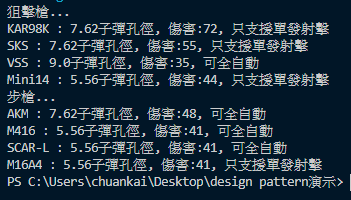 狙擊槍...
KAR98K : 7.62子彈孔徑, 傷害:72, 只支援單發射擊
SKS : 7.62子彈孔徑, 傷害:55, 只支援單發射擊
VSS : 9.0子彈孔徑, 傷害:35, 可全自動
Mini14 : 5.56子彈孔徑, 傷害:44, 只支援單發射擊
步槍...
AKM : 7.62子彈孔徑, 傷害:48, 可全自動
M416 : 5.56子彈孔徑, 傷害:41, 可全自動
SCAR-L : 5.56子彈孔徑, 傷害:41, 可全自動
M16A4 : 5.56子彈孔徑, 傷害:41, 只支援單發射擊
PS C:\Users\chuankai\Desktop\design pattern演示>